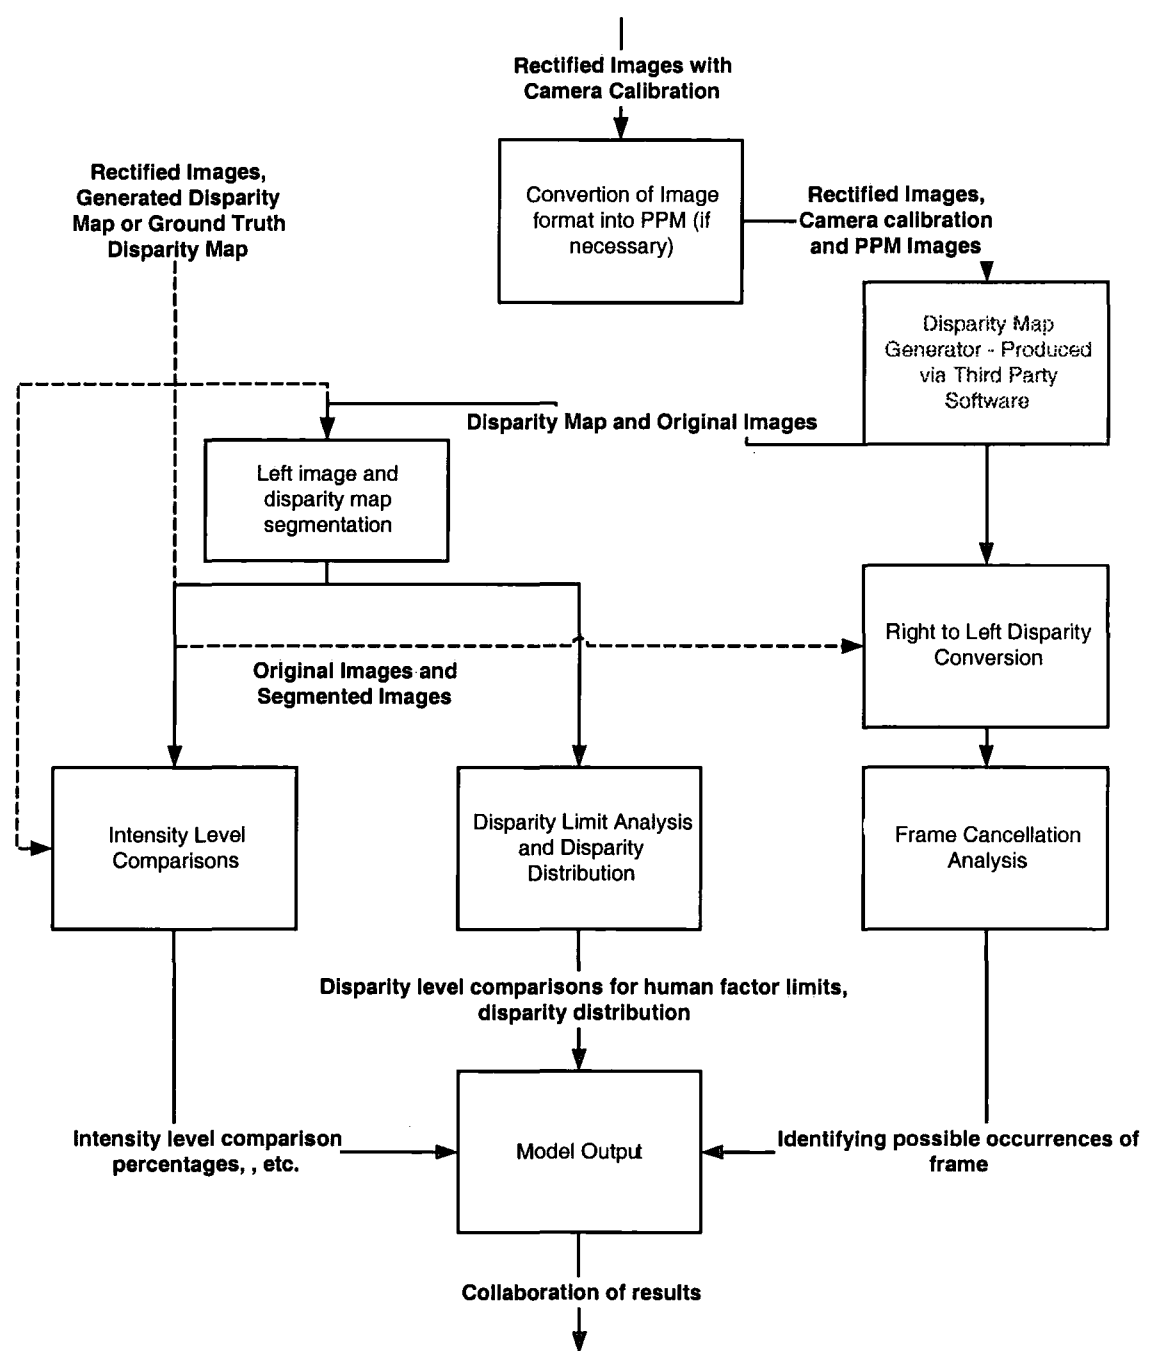 Rectified Images with
Camera Calibration
Convertion of Image
format into PPM (if
necessary)
Rectified Images,
Generated Disparity
Map or Ground Truth
Disparity Map
Rectified Images,
Camera calibration
and PPM Images
Disparity Map
Generator - Produced
via Third Party
Software
Disparity Map and Original Images
Left image and
disparity map
segmentation
Right to Left Disparity
Conversion
Original Images and
Segmented Images
Intensity Level
Comparisons
Disparity Limit Analysis
and Disparity
Distribution
Frame Cancellation
Analysis
Disparity level comparisons for human factor limits,
disparity distribution
Intensity level comparison
percentages, , etc.
Model Output
Identifying possible occurrences of
frame
Collaboration of results